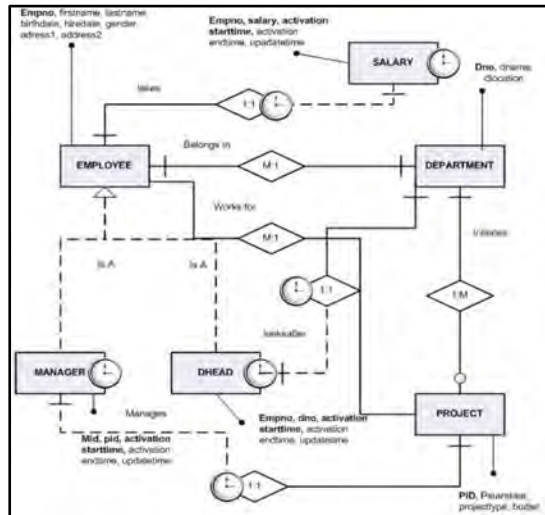 Empno, firstname, lastname,
birthdate, hiredate, gender
adress1, address2
Empno, salary, activation
starttime, activation
endtime, upadatetime
SALARY
Dno, dname,
dlocation
takes
1:1
EMPLOYEE
Belongs in
M:1
DEPARTMENT
Works for
M:1
Initiates
Is A
Is A
1:1
1:M
MANAGER
DHEAD
Manages
PROJECT
Empno, dno, activation
starttime, activation
endtime, updatetime
Mid, pid, activation
starttime, activation
endtime, updatetime
1:1
PID,
projecttype,